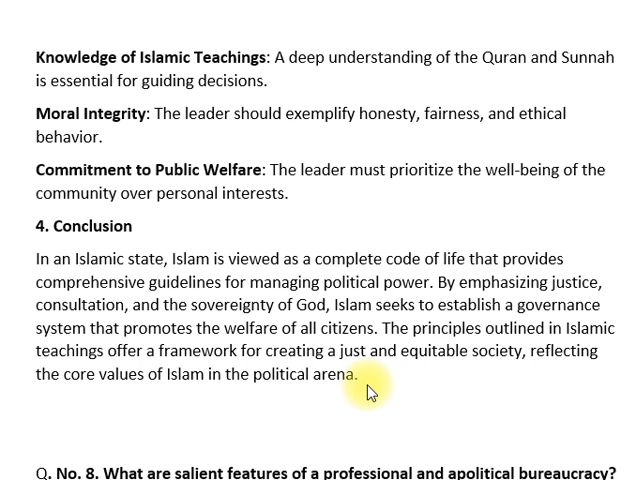 Knowledge of Islamic Teachings: A deep understanding of the Quran and Sunnah
is essential for guiding decisions.
Moral Integrity: The leader should exemplify honesty, fairness, and ethical
behavior.
Commitment to Public Welfare: The leader must prioritize the well-being of the
community over personal interests.
4. Conclusion
In an Islamic state, Islam is viewed as a complete code of life that provides
comprehensive guidelines for managing political power. By emphasizing justice,
consultation, and the sovereignty of God, Islam seeks to establish a governance
system that promotes the welfare of all citizens. The principles outlined in Islamic
teachings offer a framework for creating a just and equitable society, reflecting
the core values of Islam in the political arena.
Q. No. 8. What are salient features of a professional and apolitical bureaucracy?